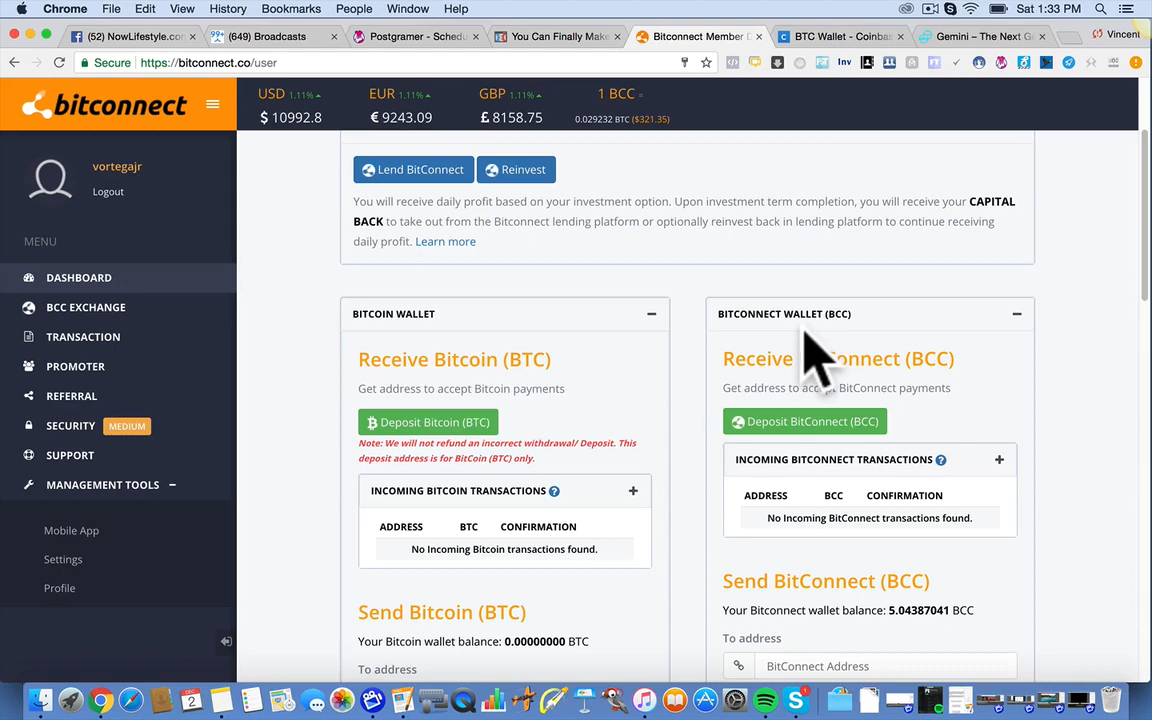 Chrome File Edit View History Bookmarks People Window Help
Sat 1:33 PM
(52) NowLifestyle.co
99+ (649) Broadcasts
Postgramer - Schedu
You Can Finally Make
Bitconnect Member D
BTC Wallet - Coinbas
Gemini – The Next G
Vincent
Secure https://bitconnect.co/user
Inv
bitconnect
USD 1.11%
EUR 1.11%
GBP 1.11%
1 BCC =
$ 10992.8
€ 9243.09
£ 8158.75
0.029232 BTC ($321.35)
vortegajr
Logout
MENU
DASHBOARD
BCC EXCHANGE
TRANSACTION
PROMOTER
REFERRAL
SECURITY MEDIUM
SUPPORT
MANAGEMENT TOOLS
Mobile App
Settings
Profile
Lend BitConnect
Reinvest
You will receive daily profit based on your investment option. Upon investment term completion, you will receive your CAPITAL
BACK to take out from the Bitconnect lending platform or optionally reinvest back in lending platform to continue receiving
daily profit. Learn more
BITCOIN WALLET
Receive Bitcoin (BTC)
Get address to accept Bitcoin payments
Deposit Bitcoin (BTC)
Note: We will not refund an incorrect withdrawal/ Deposit. This
deposit address is for BitCoin (BTC) only.
INCOMING BITCOIN TRANSACTIONS ?
ADDRESS BTC CONFIRMATION
No Incoming Bitcoin transactions found.
Send Bitcoin (BTC)
Your Bitcoin wallet balance: 0.00000000 BTC
To address
BITCONNECT WALLET (BCC)
Receive onnect (BCC)
Get address to accept BitConnect payments
Deposit BitConnect (BCC)
INCOMING BITCONNECT TRANSACTIONS ?
ADDRESS BCC CONFIRMATION
No Incoming BitConnect transactions found.
Send BitConnect (BCC)
Your Bitconnect wallet balance: 5.04387041 BCC
To address
BitConnect Address